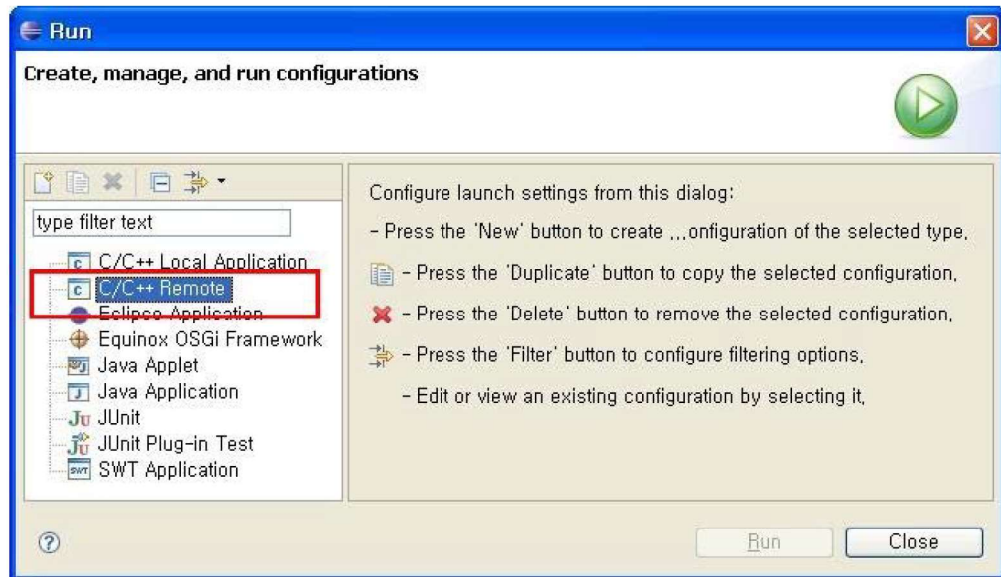 Run
Create, manage, and run configurations
type filter text
C/C++ Local Application
C/C++ Remote
Eclipse Application
Equinox OSGi Framework
Java Applet
Java Application
Ju JUnit
JUnit Plug-in Test
SWT Application
Configure launch settings from this dialog:
- Press the 'New' button to create ,,,onfiguration of the selected type,
- Press the 'Duplicate' button to copy the selected configuration,
- Press the 'Delete' button to remove the selected configuration,
- Press the 'Filter' button to configure filtering options,
- Edit or view an existing configuration by selecting it,
Run
Close